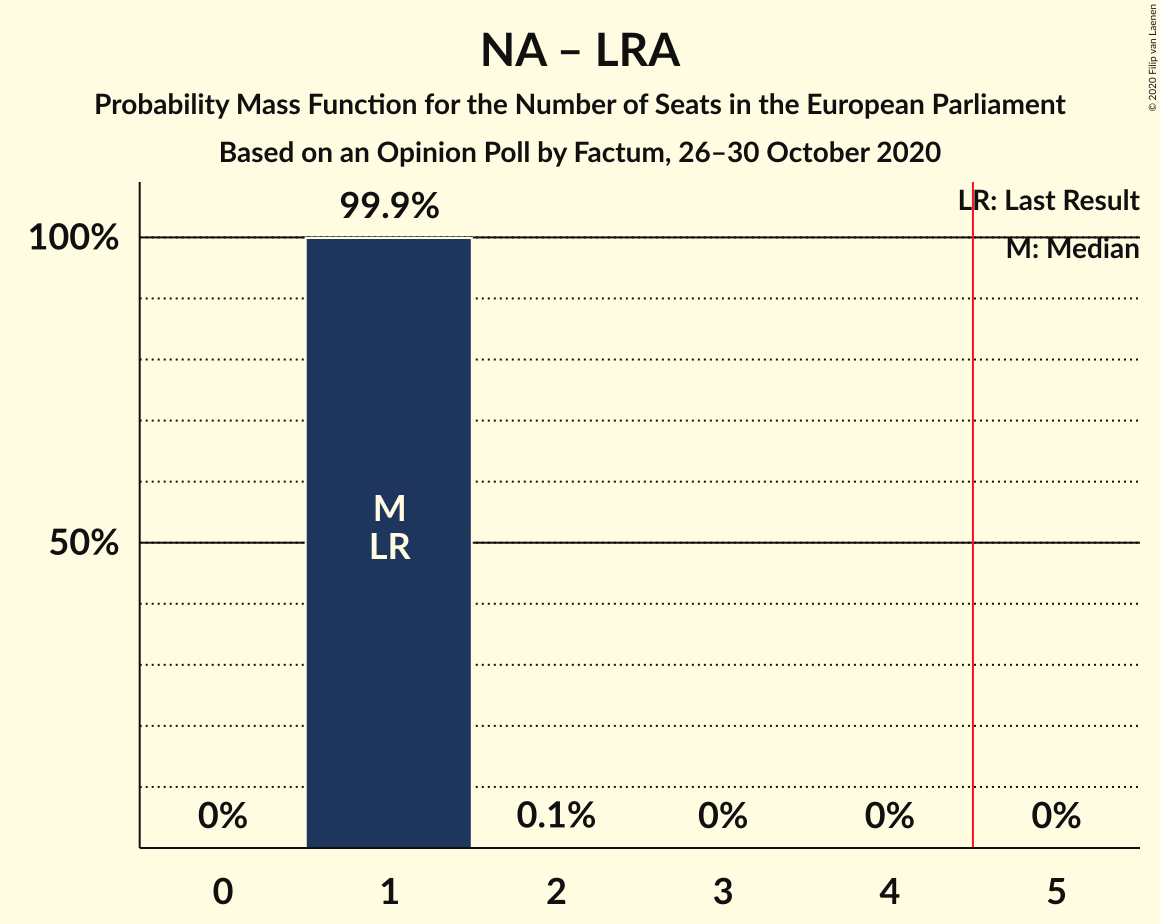 NA – LRA
Probability Mass Function for the Number of Seats in the European Parliament
Based on an Opinion Poll by Factum, 26–30 October 2020
© 2020 Filip van Laenen
LR: Last Result
M: Median
99.9%
100%
50%
M
LR
0%
0.1%
0%
0%
0%
0
1
2
3
4
5